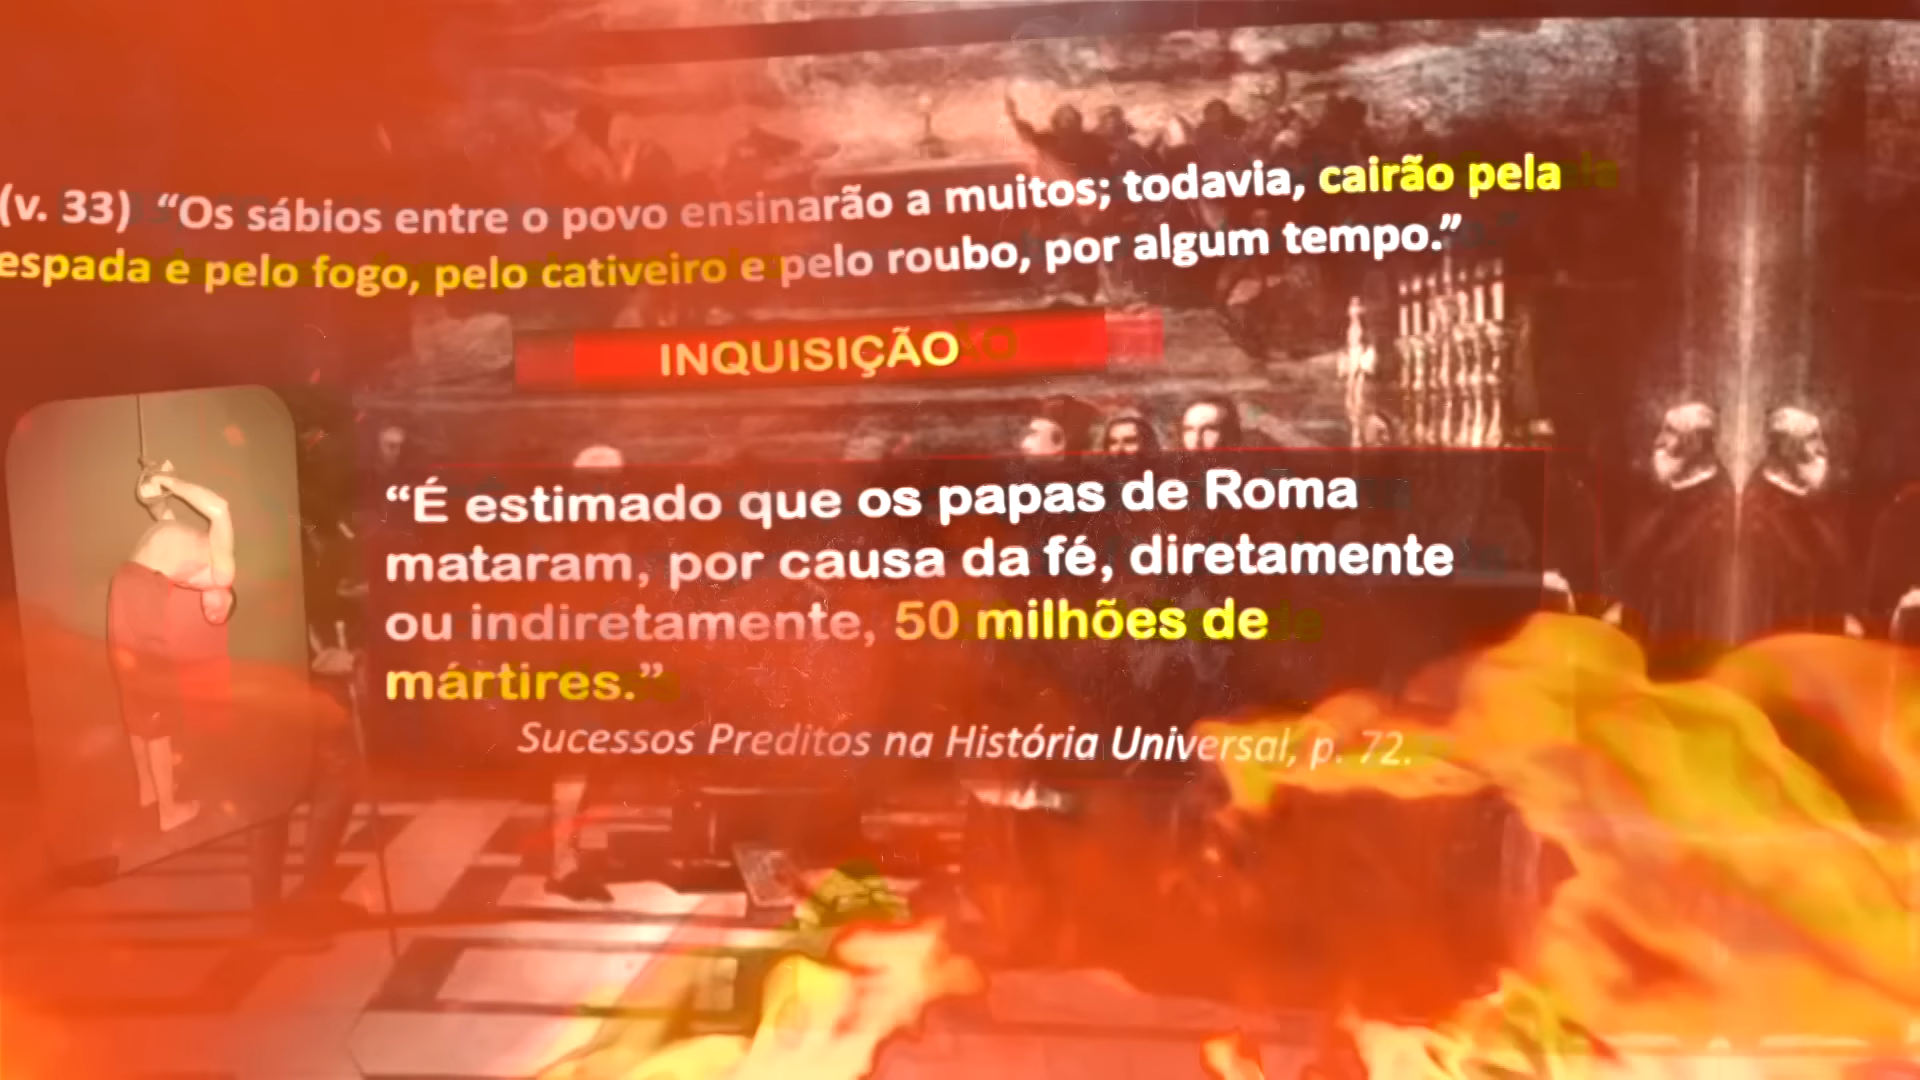 (v. 33) “Os sábios entre o povo ensinarão a muitos; todavia, cairão pela
espada e pelo fogo, pelo cativeiro e pelo roubo, por algum tempo.”
INQUISIÇÃO
“É estimado que os papas de Roma
mataram, por causa da fé, diretamente
ou indiretamente, 50 milhões de
mártires.”
Sucessos Preditos na História Universal, p. 72.